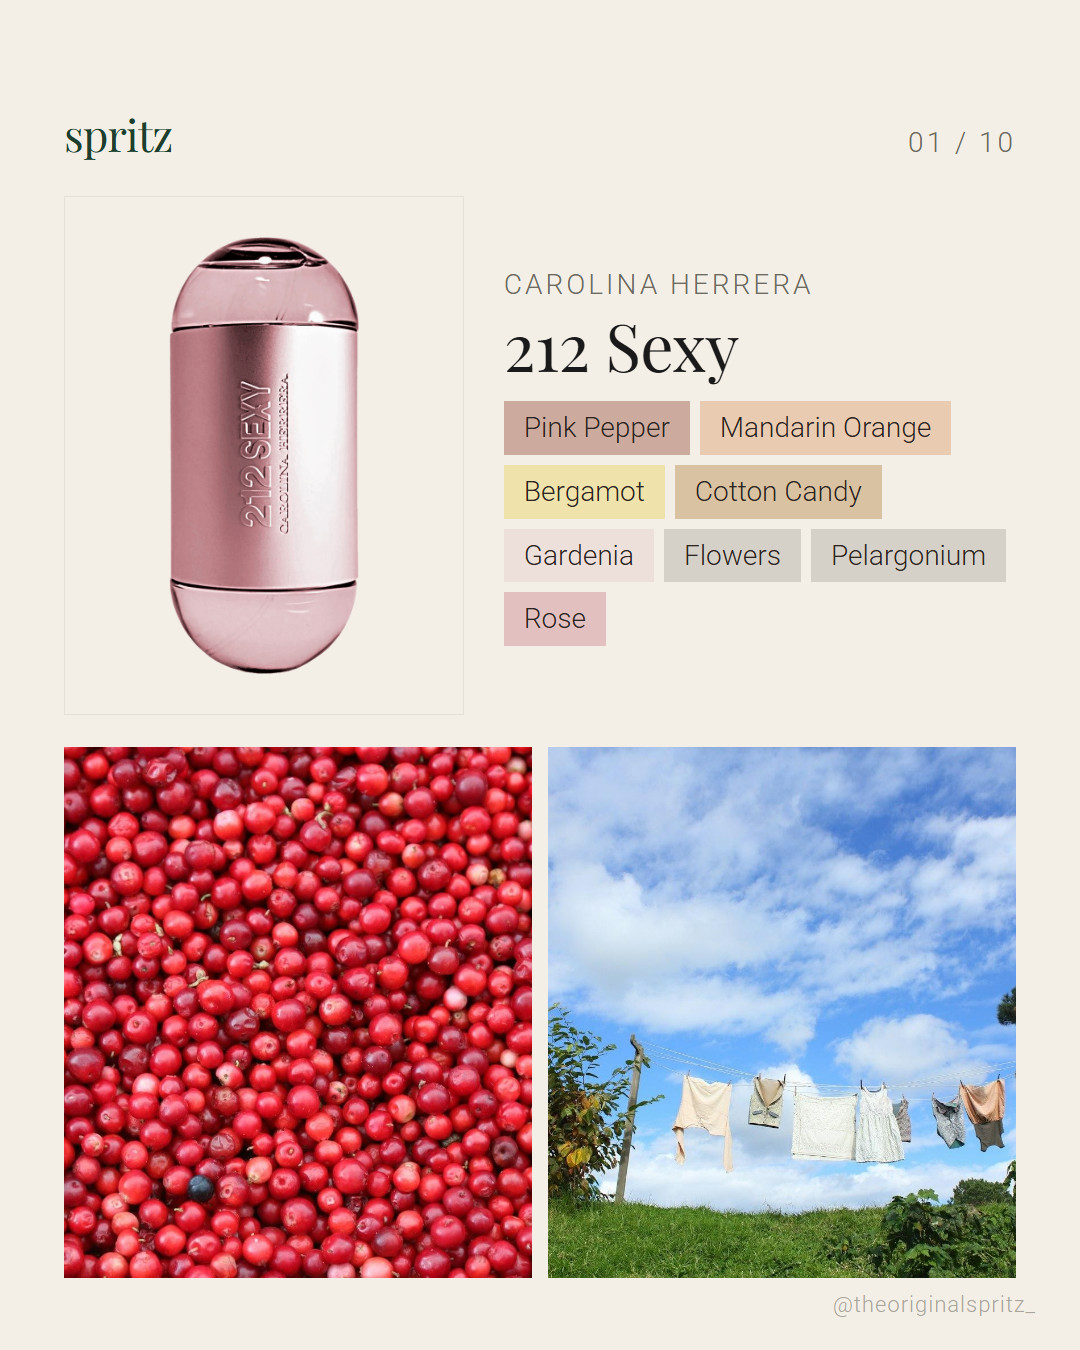 spritz
01 / 10
CAROLINA HERRERA
212 Sexy
Pink Pepper
Mandarin Orange
Bergamot
Cotton Candy
Gardenia
Flowers
Pelargonium
Rose
212 SEXY
CAROLINA HERRERA
@theoriginalspritz_